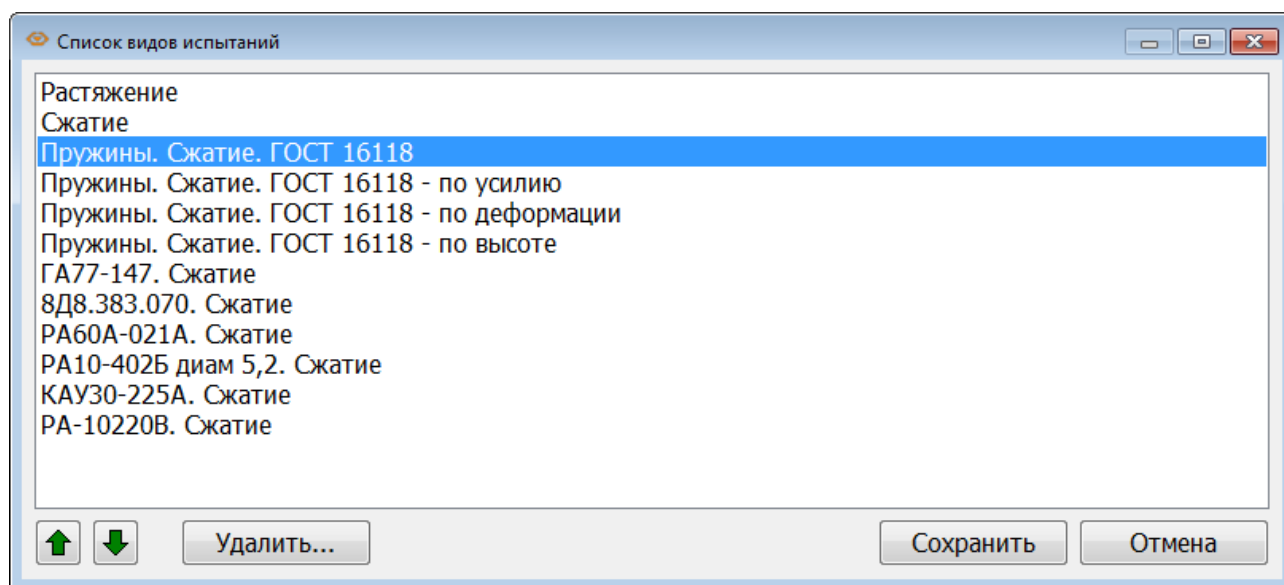 Список видов испытаний
Растяжение
Сжатие
Пружины. Сжатие. ГОСТ 16118
Пружины. Сжатие. ГОСТ 16118 - по усилию
Пружины. Сжатие. ГОСТ 16118 - по деформации
Пружины. Сжатие. ГОСТ 16118 - по высоте
ГА77-147. Сжатие
8Д8.383.070. Сжатие
РА60А-021А. Сжатие
РА10-402Б диам 5,2. Сжатие
КАУ30-225А. Сжатие
РА-10220В. Сжатие
Удалить... Сохранить Отмена